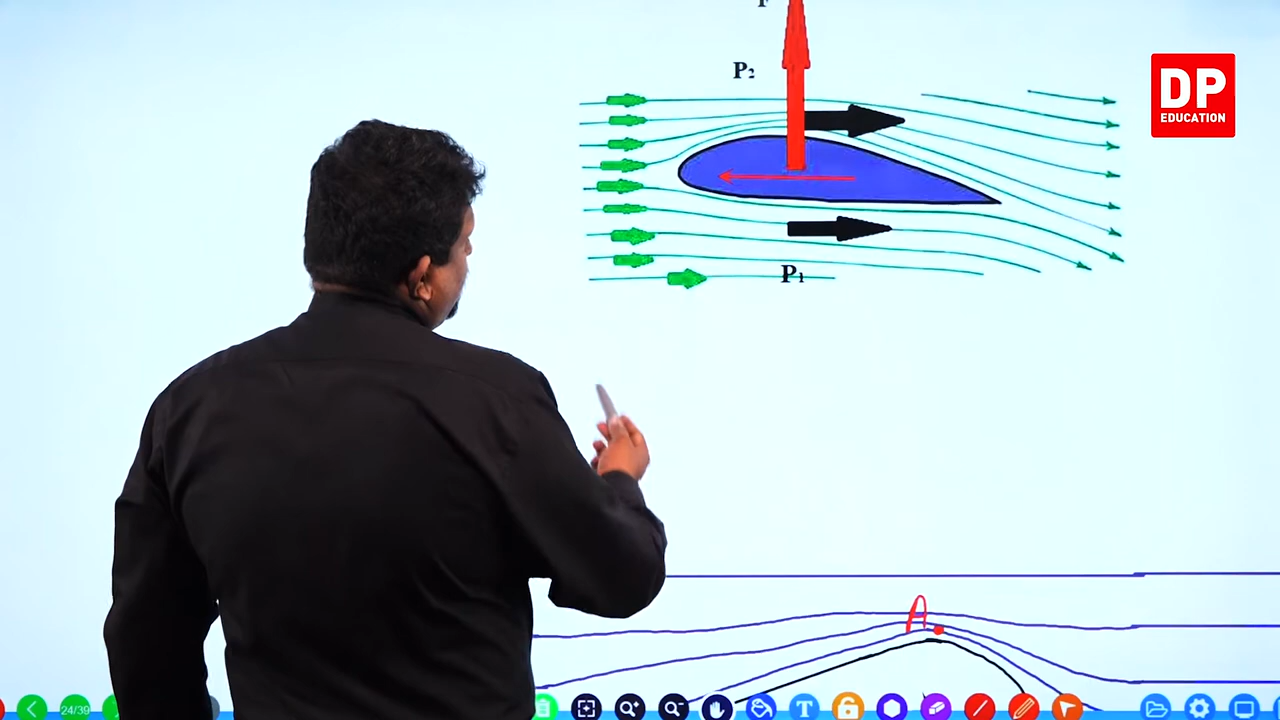 F
P₂
DP
EDUCATION
P₁
A
24/39
T